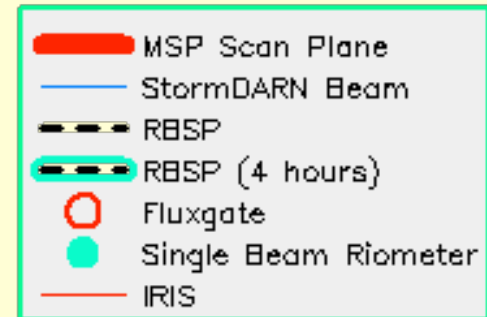 MSP Scan Plane
StormDARN Beam
RBSP
RBSP (4 hours)
Fluxgate
Single Beam Riometer
IRIS